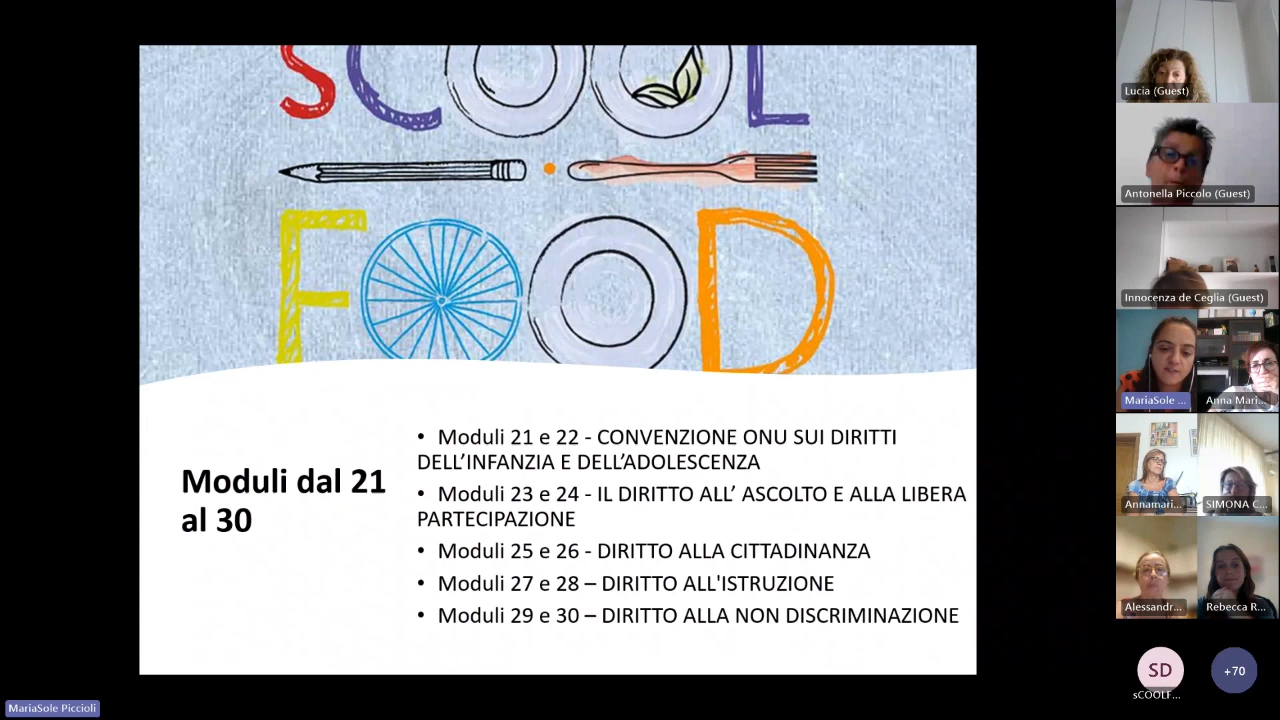 sCOOL
FOOD
Moduli dal 21
al 30
• Moduli 21 e 22 - CONVENZIONE ONU SUI DIRITTI
DELL’INFANZIA E DELL’ADOLESCENZA
• Moduli 23 e 24 - IL DIRITTO ALL’ ASCOLTO E ALLA LIBERA
PARTECIPAZIONE
• Moduli 25 e 26 - DIRITTO ALLA CITTADINANZA
• Moduli 27 e 28 – DIRITTO ALL'ISTRUZIONE
• Moduli 29 e 30 – DIRITTO ALLA NON DISCRIMINAZIONE
Lucia (Guest)
Antonella Piccolo (Guest)
Innocenza de Ceglia (Guest)
MariaSole ...
Anna Mari...
Annamari...
SIMONA C...
Alessandr...
Rebecca R...
SD
+70
sCOOLF...
MariaSole Piccioli